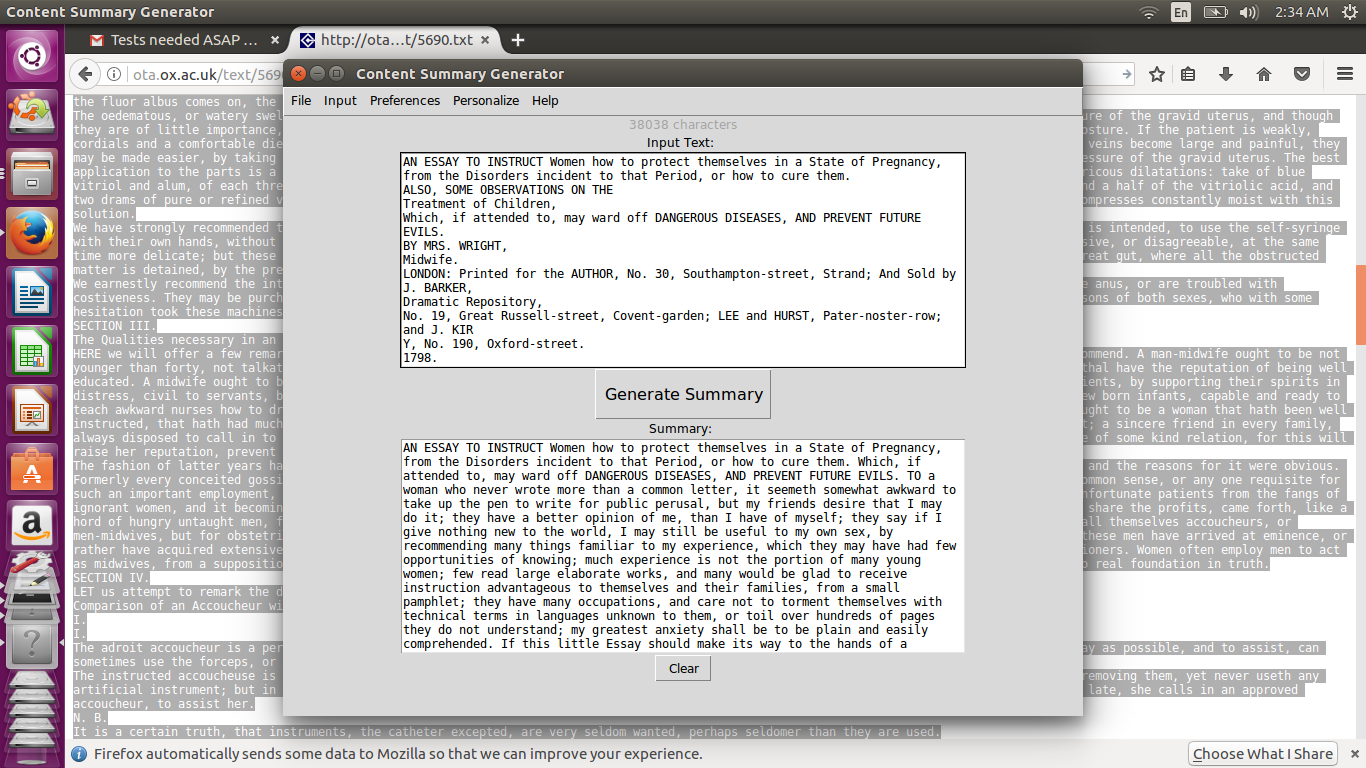 Content Summary Generator
En
2:34 AM
Tests needed ASAP ...
http://ota...t/5690.txt
ota.ox.ac.uk/text/569
Content Summary Generator
File Input Preferences Personalize Help
38038 characters
Input Text:
AN ESSAY TO INSTRUCT Women how to protect themselves in a State of Pregnancy,
from the Disorders incident to that Period, or how to cure them.
ALSO, SOME OBSERVATIONS ON THE
Treatment of Children,
Which, if attended to, may ward off DANGEROUS DISEASES, AND PREVENT FUTURE
EVILS.
BY MRS. WRIGHT,
Midwife.
LONDON: Printed for the AUTHOR, No. 30, Southampton-street, Strand; And Sold by
J. BARKER,
Dramatic Repository,
No. 19, Great Russell-street, Covent-garden; LEE and HURST, Pater-noster-row;
and J. KIR
Y, No. 190, Oxford-street.
1798.
Generate Summary
Summary:
AN ESSAY TO INSTRUCT Women how to protect themselves in a State of Pregnancy,
from the Disorders incident to that Period, or how to cure them. Which, if
attended to, may ward off DANGEROUS DISEASES, AND PREVENT FUTURE EVILS. TO a
woman who never wrote more than a common letter, it seemeth somewhat awkward to
take up the pen to write for public perusal, but my friends desire that I may
do it; they have a better opinion of me, than I have of myself; they say if I
give nothing new to the world, I may still be useful to my own sex, by
recommending many things familiar to my experience, which they may have had few
opportunities of knowing; much experience is not the portion of many young
women; few read large elaborate works, and many would be glad to receive
instruction advantageous to themselves and their families, from a small
pamphlet; they have many occupations, and care not to torment themselves with
technical terms in languages unknown to them, or toil over hundreds of pages
they do not understand; my greatest anxiety shall be to be plain and easily
comprehended. If this little Essay should make its way to the hands of a
Clear
the fluor albus comes on, the
The oedematous, or watery swel ure of the gravid uterus, and though
they are of little importance, osture. If the patient is weakly,
cordials and a comfortable die veins become large and painful, they
may be made easier, by taking essure of the gravid uterus. The best
application to the parts is a ricous dilatations: take of blue
vitriol and alum, of each thre nd a half of the vitriolic acid, and
two drams of pure or refined v ompresses constantly moist with this
solution.
We have strongly recommended t is intended, to use the self-syringe
with their own hands, without sive, or disagreeable, at the same
time more delicate; but these reat gut, where all the obstructed
matter is detained, by the pre
We earnestly recommend the int e anus, or are troubled with
costiveness. They may be purch sons of both sexes, who with some
hesitation took these machines
SECTION III.
The Qualities necessary in an
HERE we will offer a few remar ommend. A man-midwife ought to be not
younger than forty, not talkat hal have the reputation of being well
educated. A midwife ought to b ients, by supporting their spirits in
distress, civil to servants, b ew born infants, capable and ready to
teach awkward nurses how to dr ught to be a woman that hath been well
instructed, that hath had much t; a sincere friend in every family,
always disposed to call in to e of some kind relation, for this will
raise her reputation, prevent
The fashion of latter years ha and the reasons for it were obvious.
Formerly every conceited gossi ommon sense, or any one requisite for
such an important employment, nfortunate patients from the fangs of
ignorant women, and it becomin share the profits, came forth, like a
hord of hungry untaught men, f all themselves accoucheurs, or
men-midwives, but for obstetri hese men have arrived at eminence, or
rather have acquired extensive ioners. Women often employ men to act
as midwives, from a suppositio o real foundation in truth.
SECTION IV.
LET us attempt to remark the d
Comparison of an Accoucheur wi
I.
I.
The adroit accoucheur is a per ay as possible, and to assist, can
sometimes use the forceps, or
The instructed accoucheuse is removing them, yet never useth any
artificial instrument; but in late, she calls in an approved
accoucheur, to assist her.
N. B.
It is a certain truth, that instruments, the catheter excepted, are very seldom wanted, perhaps seldomer than they are used.
Firefox automatically sends some data to Mozilla so that we can improve your experience.
Choose What I Share